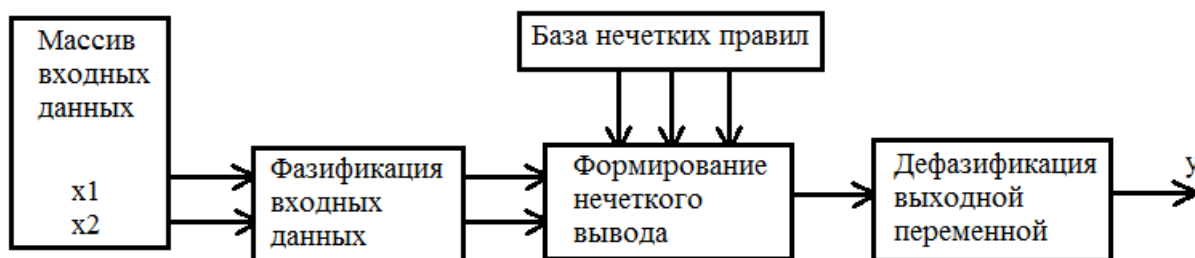 Массив
входных
данных
x1
x2
База нечетких правил
Фазификация
входных
данных
Формирование
нечеткого
вывода
Дефазификация
выходной
переменной
y